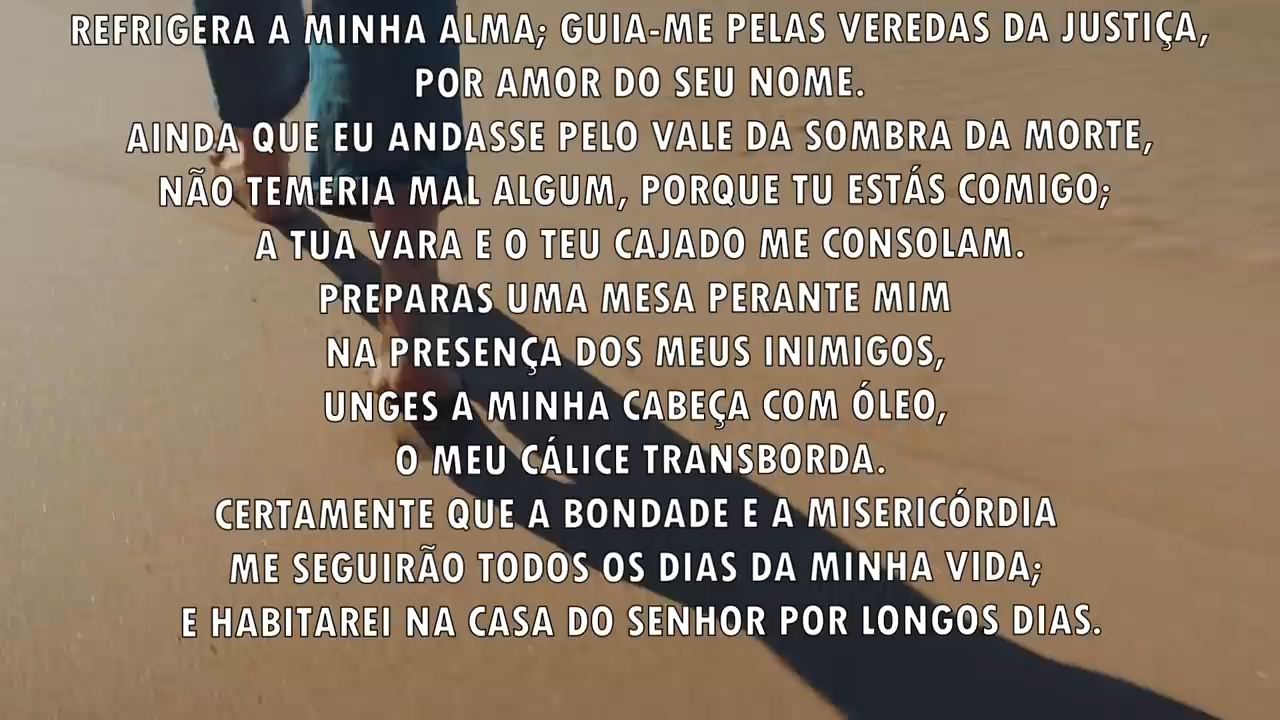 REFRIGERA A MINHA ALMA; GUIA-ME PELAS VEREDAS DA JUSTIÇA,
POR AMOR DO SEU NOME.
AINDA QUE EU ANDASSE PELO VALE DA SOMBRA DA MORTE,
NÃO TEMERIA MAL ALGUM, PORQUE TU ESTÁS COMIGO;
A TUA VARA E O TEU CAJADO ME CONSOLAM.
PREPARAS UMA MESA PERANTE MIM
NA PRESENÇA DOS MEUS INIMIGOS,
UNGES A MINHA CABEÇA COM ÓLEO,
O MEU CÁLICE TRANSBORDA.
CERTAMENTE QUE A BONDADE E A MISERICÓRDIA
ME SEGUIRÃO TODOS OS DIAS DA MINHA VIDA;
E HABITAREI NA CASA DO SENHOR POR LONGOS DIAS.